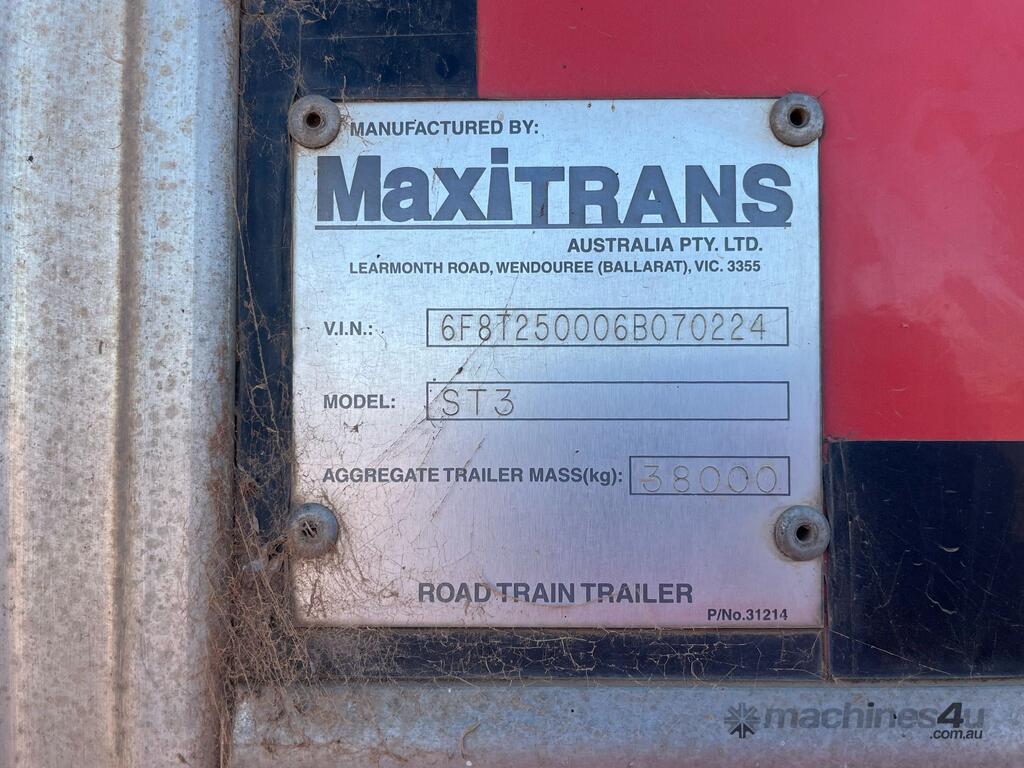 MANUFACTURED BY:
MaxiTRANS
AUSTRALIA PTY. LTD.
LEARMONTH ROAD, WENDOUREE (BALLARAT), VIC. 3355
V.I.N.: 6F8T250006B070224
MODEL: ST3
AGGREGATE TRAILER MASS(kg): 38000
ROAD TRAIN TRAILER
P/No.31214
machines4u
.com.au